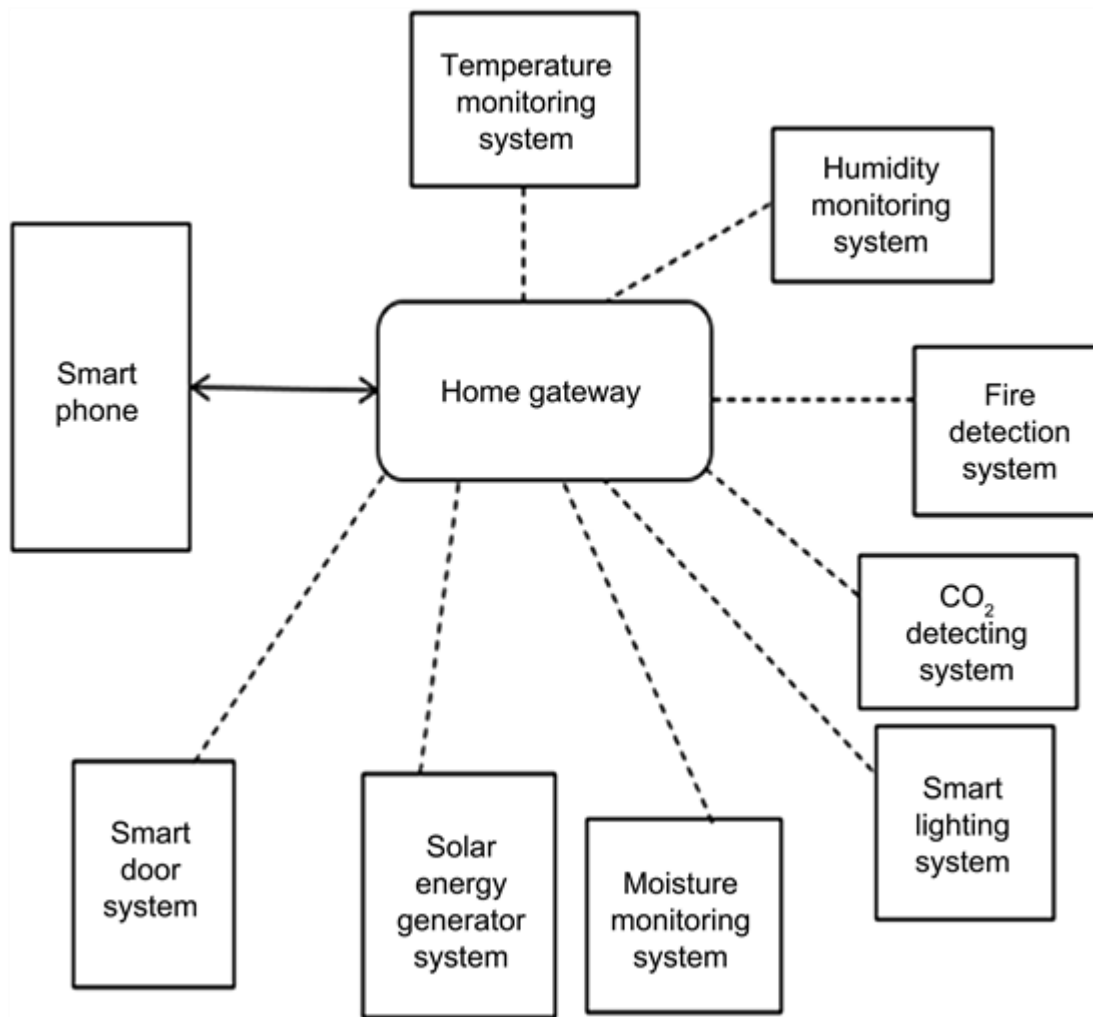 Temperature
monitoring
system
Humidity
monitoring
system
Smart
phone
Home gateway
Fire
detection
system
CO₂
detecting
system
Smart
lighting
system
Smart
door
system
Solar
energy
generator
system
Moisture
monitoring
system